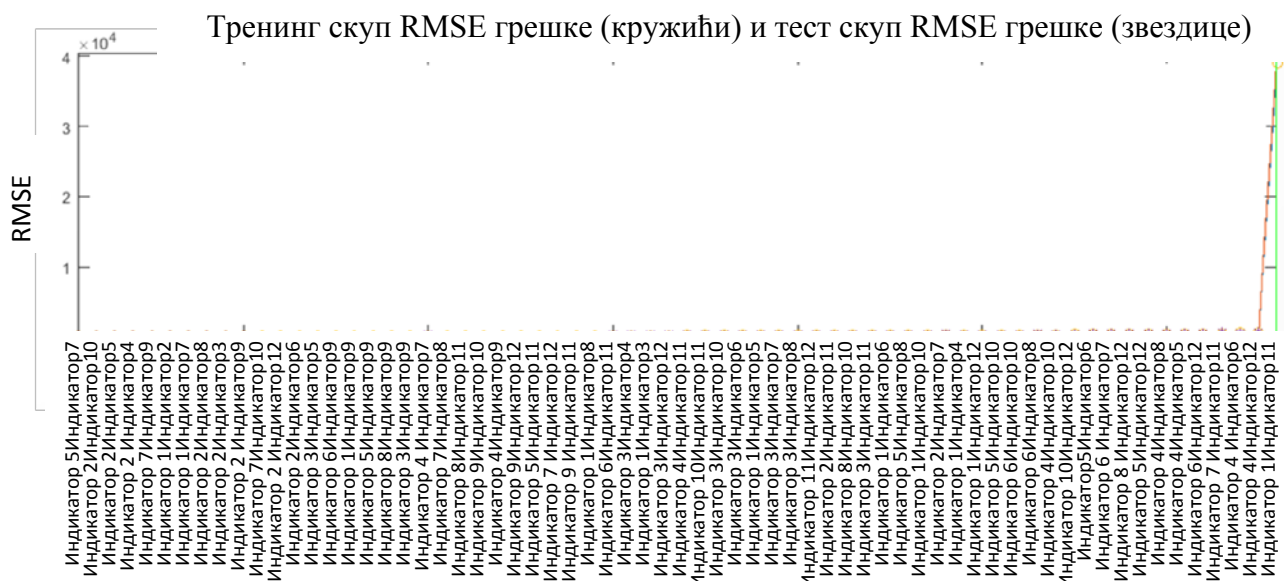 Тренинг скуп RMSE грешке (кружићи) и тест скуп RMSE грешке (звездице)
× 10⁴
4
3
2
1
RMSE
Индикатор 5Индикатор7
Индикатор 2Индикатор10
Индикатор 2Индикатор5
Индикатор 2 Индикатор4
Индикатор 7Индикатор9
Индикатор 1Индикатор2
Индикатор 1Индикатор7
Индикатор 2Индикатор8
Индикатор 2Индикатор3
Индикатор 2 Индикатор9
Индикатор 7Индикатор10
Индикатор 2 Индикатор12
Индикатор 2Индикатор6
Индикатор 3Индикатор5
Индикатор 6Индикатор9
Индикатор 1Индикатор9
Индикатор 5Индикатор9
Индикатор 8Индикатор9
Индикатор 3Индикатор9
Индикатор 4 Индикатор7
Индикатор 7Индикатор8
Индикатор 8Индикатор11
Индикатор 9Индикатор10
Индикатор 4Индикатор9
Индикатор 9Индикатор12
Индикатор 5Индикатор11
Индикатор 7 Индикатор12
Индикатор 9 Индикатор11
Индикатор 1Индикатор8
Индикатор 6Индикатор11
Индикатор 3Индикатор4
Индикатор 1Индикатор3
Индикатор 3Индикатор12
Индикатор 4Индикатор11
Индикатор 10Индикатор11
Индикатор 3Индикатор10
Индикатор 3Индикатор6
Индикатор 1Индикатор5
Индикатор 3Индикатор7
Индикатор 3Индикатор8
Индикатор 11Индикатор12
Индикатор 2Индикатор11
Индикатор 8Индикатор10
Индикатор 3Индикатор11
Индикатор 1Индикатор6
Индикатор 5Индикатор8
Индикатор 1Индикатор10
Индикатор 2Индикатор7
Индикатор 1Индикатор4
Индикатор 1Индикатор12
Индикатор 5Индикатор10
Индикатор 6Индикатор10
Индикатор 6Индикатор8
Индикатор 4Индикатор10
Индикатор 10Индикатор12
Индикатор5Индикатор6
Индикатор 6 Индикатор7
Индикатор 8 Индикатор12
Индикатор 5Индикатор12
Индикатор 4Индикатор8
Индикатор 4Индикатор5
Индикатор 6Индикатор12
Индикатор 7 Индикатор11
Индикатор 4 Индикатор6
Индикатор 4Индикатор12
Индикатор 1Индикатор11